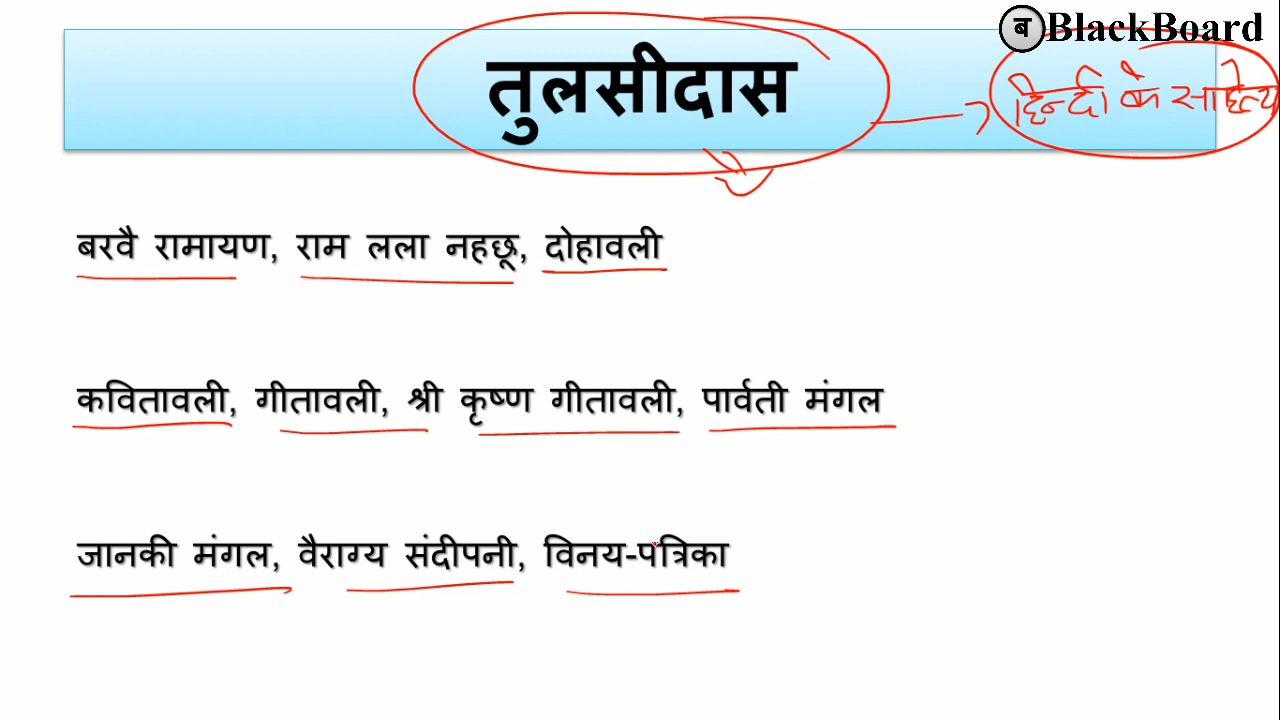 ब BlackBoard
तुलसीदास
हिन्दी के साहित्य
बरवै रामायण, राम लला नहछू, दोहावली
कवितावली, गीतावली, श्री कृष्ण गीतावली, पार्वती मंगल
जानकी मंगल, वैराग्य संदीपनी, विनय-पत्रिका